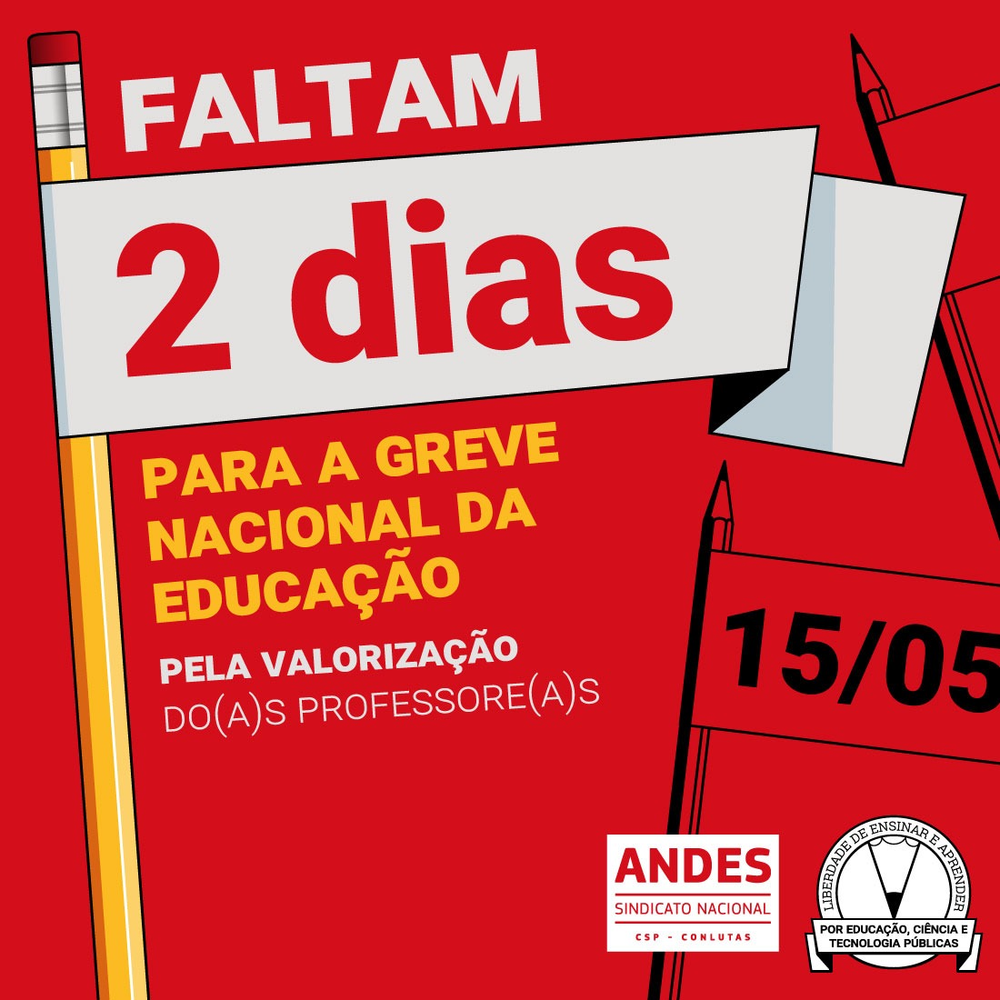 FALTAM
2 dias
PARA A GREVE
NACIONAL DA
EDUCAÇÃO
PELA VALORIZAÇÃO
DO(A)S PROFESSORE(A)S
15/05
ANDES
SINDICATO NACIONAL
CSP - CONLUTAS
LIBERDADE DE ENSINAR E APRENDER
POR EDUCAÇÃO, CIÊNCIA E
TECNOLOGIA PÚBLICAS